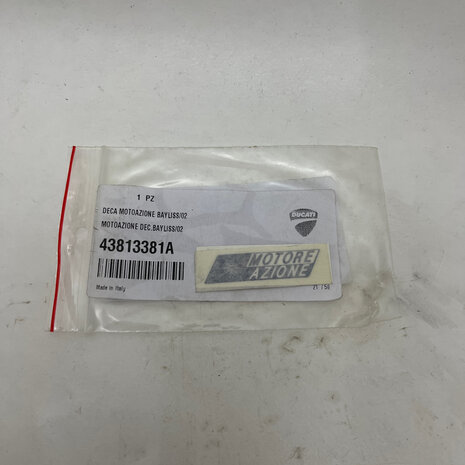 1 PZ
DECA MOTOAZIONE BAYLISS/02
MOTOAZIONE DEC.BAYLISS/02
43813381A
DUCATI
MOTORE
AZIONE
Made in Italy